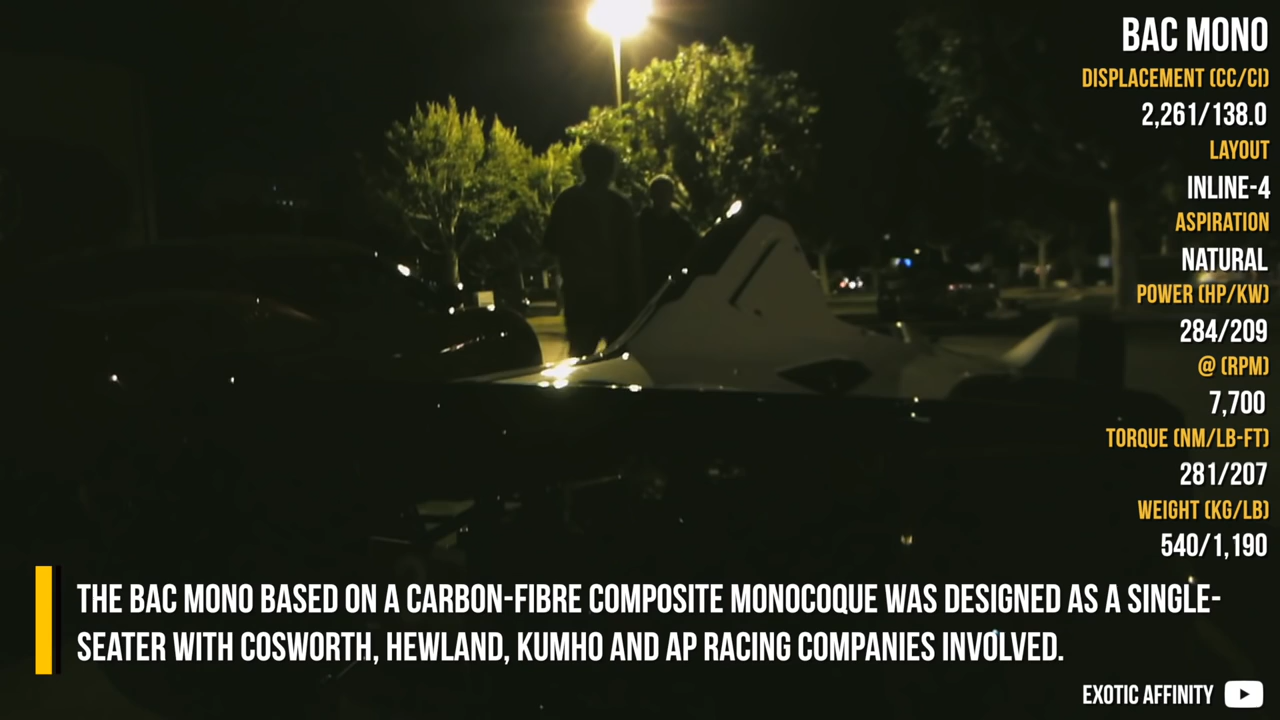 BAC MONO
DISPLACEMENT (CC/CI)
2,261/138.0
LAYOUT
INLINE-4
ASPIRATION
NATURAL
POWER (HP/KW)
284/209
@ (RPM)
7,700
TORQUE (NM/LB-FT)
281/207
WEIGHT (KG/LB)
540/1,190
THE BAC MONO BASED ON A CARBON-FIBRE COMPOSITE MONOCOQUE WAS DESIGNED AS A SINGLE-
SEATER WITH COSWORTH, HEWLAND, KUMHO AND AP RACING COMPANIES INVOLVED.
EXOTIC AFFINITY